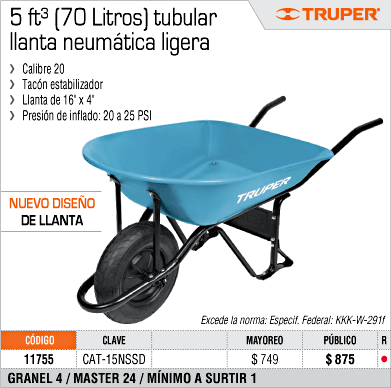 5 ft³ (70 Litros) tubular
llanta neumática ligera
TRUPER®
Calibre 20
Tacón estabilizador
Llanta de 16" x 4"
Presión de inflado: 20 a 25 PSI
TRUPER
NUEVO DISEÑO
DE LLANTA
Excede la norma: Especif. Federal: KKK-W-291f
CÓDIGO CLAVE MAYOREO PÚBLICO R
11755 CAT-15NSSD $ 749 $ 875
GRANEL 4 / MASTER 24 / MÍNIMO A SURTIR 1